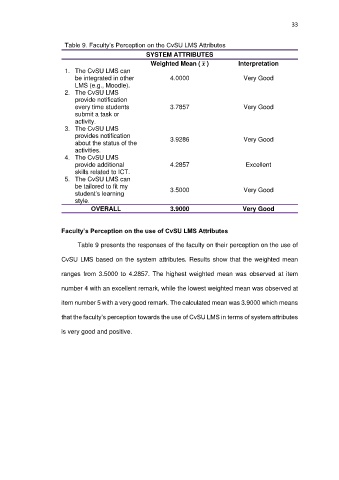 33
Table 9. Faculty's Perception on the CvSU LMS Attributes
SYSTEM ATTRIBUTES
Weighted Mean ( x̄ ) Interpretation
1. The CvSU LMS can
be integrated in other 4.0000 Very Good
LMS (e.g., Moodle).
2. The CvSU LMS
provide notification
every time students 3.7857 Very Good
submit a task or
activity.
3. The CvSU LMS
provides notification
about the status of the 3.9286 Very Good
activities.
4. The CvSU LMS
provide additional 4.2857 Excellent
skills related to ICT.
5. The CvSU LMS can
be tailored to fit my
student's learning 3.5000 Very Good
style.
OVERALL 3.9000 Very Good
Faculty's Perception on the use of CvSU LMS Attributes
Table 9 presents the responses of the faculty on their perception on the use of
CvSU LMS based on the system attributes. Results show that the weighted mean
ranges from 3.5000 to 4.2857. The highest weighted mean was observed at item
number 4 with an excellent remark, while the lowest weighted mean was observed at
item number 5 with a very good remark. The calculated mean was 3.9000 which means
that the faculty's perception towards the use of CvSU LMS in terms of system attributes
is very good and positive.